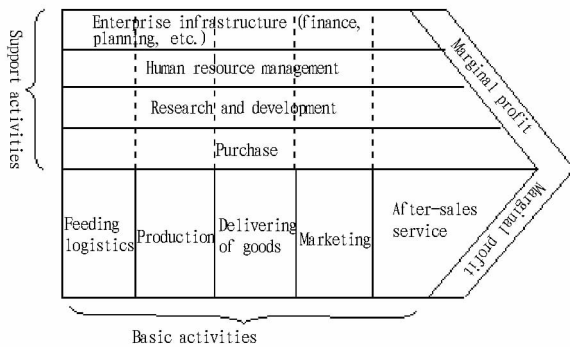 Enterprise infrastructure (finance,
planning, etc.)
Human resource management
Research and development
Purchase
Support activities
Marginal profit
Feeding
logistics
Production
Delivering
of goods
Marketing
After-sales
service
Marginal profit
Basic activities